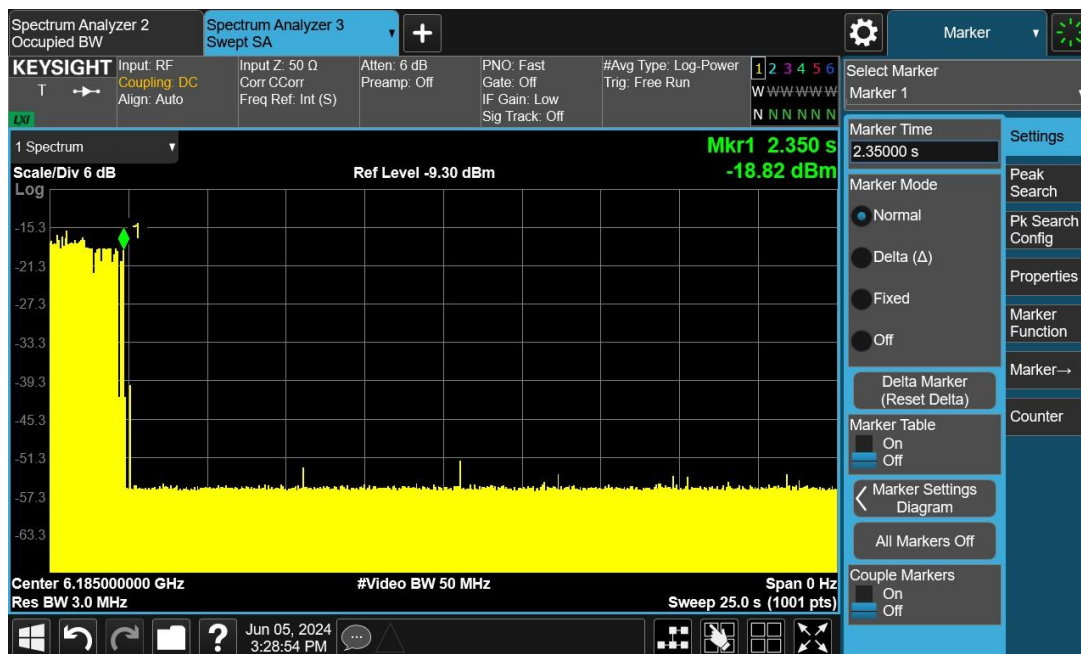 Spectrum Analyzer 2
Occupied BW
Spectrum Analyzer 3
Swept SA
+
Marker
KEYSIGHT
T
LXI
Input: RF
Coupling: DC
Align: Auto
Input Z: 50 Ω
Corr CCorr
Freq Ref: Int (S)
Atten: 6 dB
Preamp: Off
PNO: Fast
Gate: Off
IF Gain: Low
Sig Track: Off
#Avg Type: Log-Power
Trig: Free Run
1 2 3 4 5 6
W W W W W W
N N N N N N
Select Marker
Marker 1
1 Spectrum
Mkr1 2.350 s
Scale/Div 6 dB
Ref Level -9.30 dBm
-18.82 dBm
Log
1
-15.3
-21.3
-27.3
-33.3
-39.3
-45.3
-51.3
-57.3
-63.3
Center 6.185000000 GHz
#Video BW 50 MHz
Span 0 Hz
Res BW 3.0 MHz
Sweep 25.0 s (1001 pts)
Marker Time
2.35000 s
Marker Mode
Normal
Delta (Δ)
Fixed
Off
Delta Marker
(Reset Delta)
Marker Table
On
Off
Marker Settings
Diagram
All Markers Off
Couple Markers
On
Off
Settings
Peak
Search
Pk Search
Config
Properties
Marker
Function
Marker→
Counter
?
Jun 05, 2024
3:28:54 PM